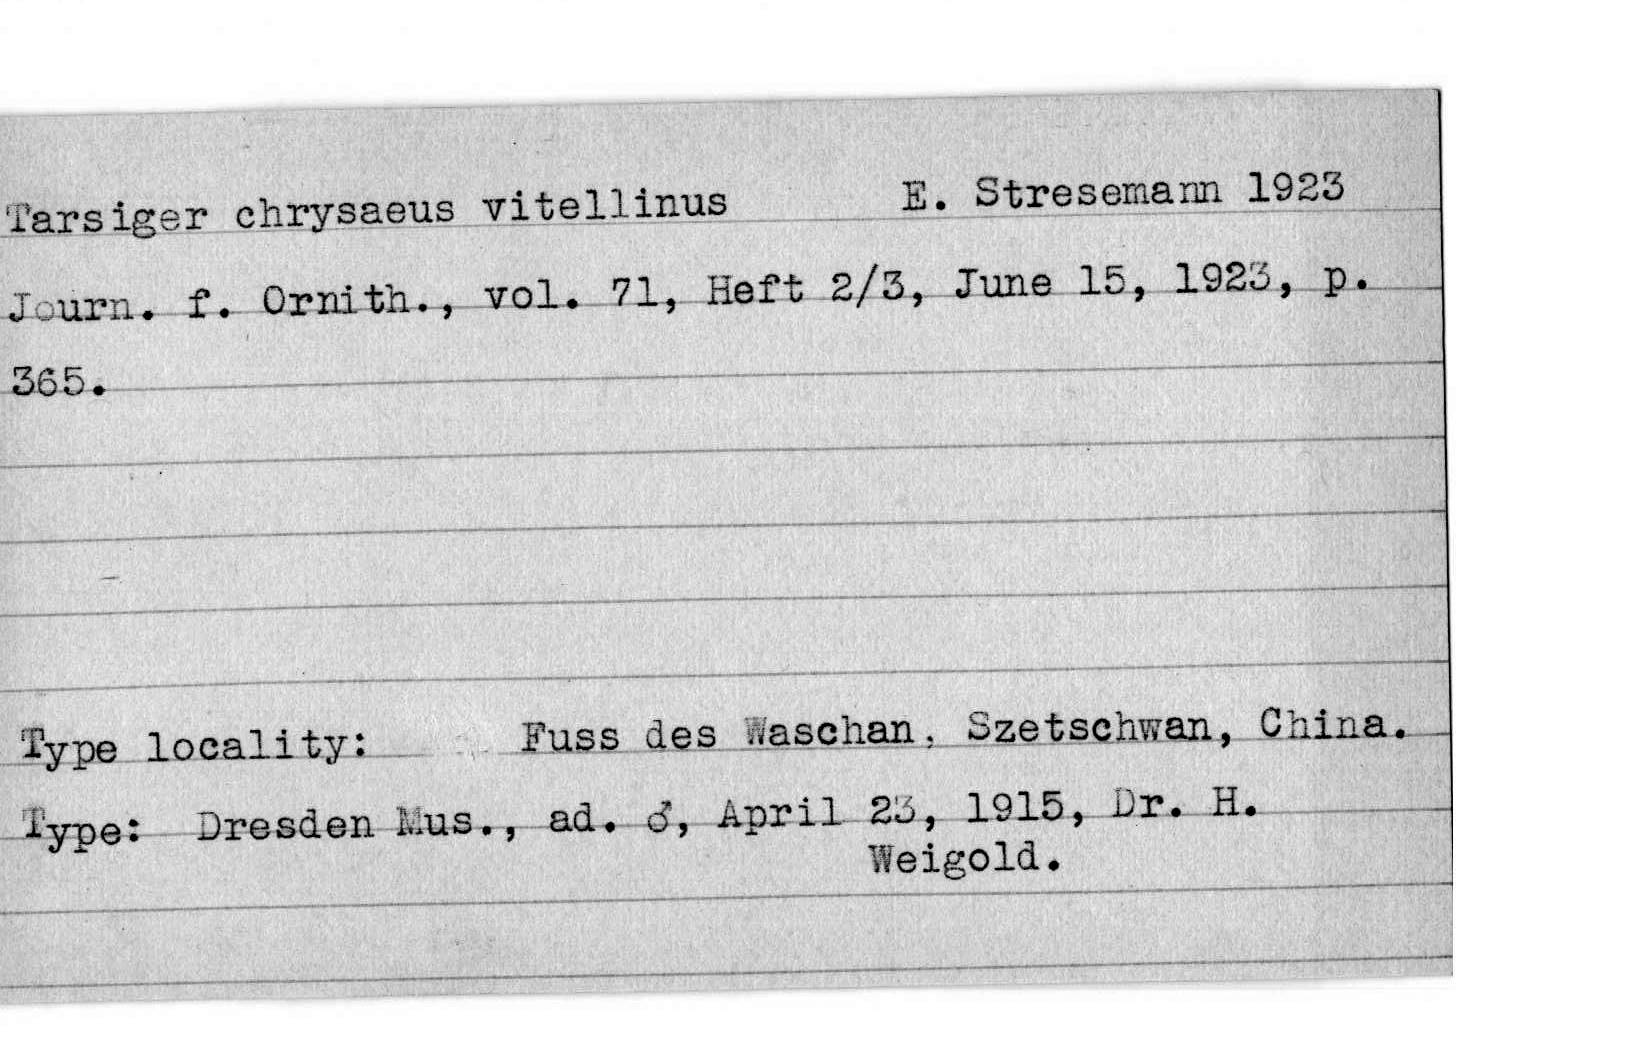 Tarsiger chrysaeus vitellinus E. Stresemann 1923
Journ. f. Ornith., vol. 71, Heft 2/3, June 15, 1923, p.
365.
Type locality: Fuss des Waschan, Szetschwan, China.
Type: Dresden Mus., ad. ♂, April 23, 1915, Dr. H.
Weigold.